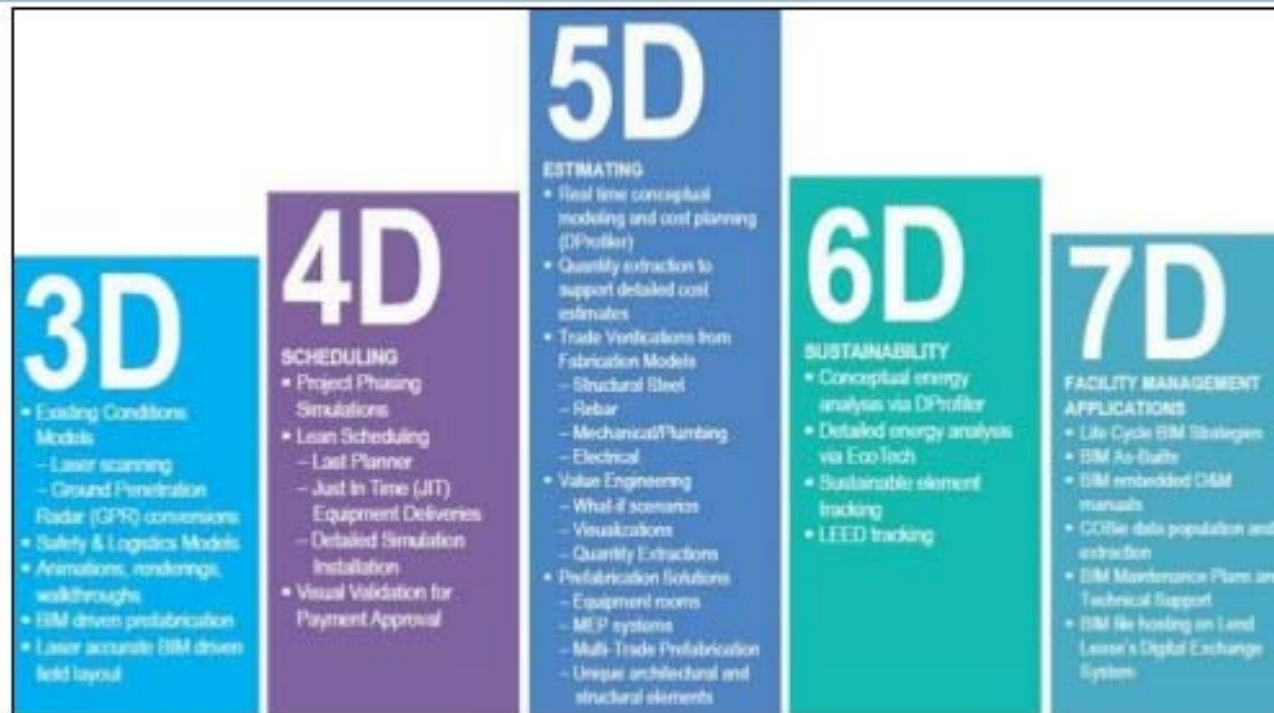 3D
• Existing Conditions
Models
– Laser scanning
– Ground Penetration
Radar (GPR) conversions
• Safety & Logistics Models
• Animations, renderings,
walkthroughs
• BIM driven prefabrication
• Laser accurate BIM driven
field layout
4D
SCHEDULING
• Project Phasing
Simulations
• Lean Scheduling
– Last Planner
– Just In Time (JIT)
Equipment Deliveries
– Detailed Simulation
Installation
• Visual Validation for
Payment Approval
5D
ESTIMATING
• Real time conceptual
modeling and cost planning
(DProfiler)
• Quantity extraction to
support detailed cost
estimates
• Trade Verifications from
Fabrication Models
– Structural Steel
– Rebar
– Mechanical/Plumbing
– Electrical
• Value Engineering
– What-if scenarios
– Visualizations
– Quantity Extractions
• Prefabrication Solutions
– Equipment rooms
– MEP systems
– Multi-Trade Prefabrication
– Unique architectural and
structural elements
6D
SUSTAINABILITY
• Conceptual energy
analysis via DProfiler
• Detailed energy analysis
via EcoTech
• Sustainable element
tracking
• LEED tracking
7D
FACILITY MANAGEMENT
APPLICATIONS
• Life Cycle BIM Strategies
• BIM As-Builts
• BIM embedded O&M
manuals
• COBie data population and
extraction
• BIM Maintenance Plans and
Technical Support
• BIM file hosting on Lend
Lease's Digital Exchange
System